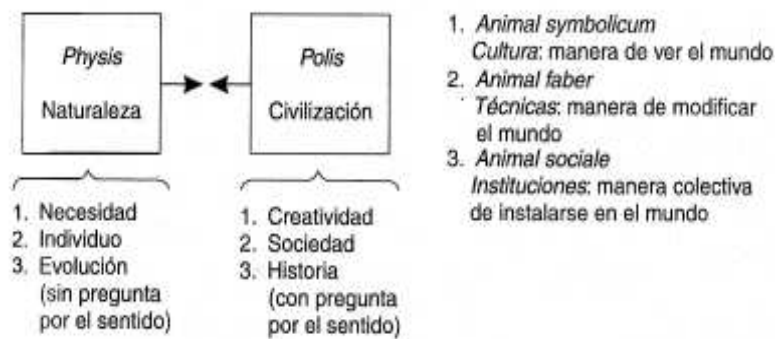 Physis
Naturaleza
Polis
Civilización
1. Necesidad
2. Individuo
3. Evolución
(sin pregunta
por el sentido)
1. Creatividad
2. Sociedad
3. Historia
(con pregunta
por el sentido)
1. Animal symbolicum
Cultura: manera de ver el mundo
2. Animal faber
Técnicas: manera de modificar
el mundo
3. Animal sociale
Instituciones: manera colectiva
de instalarse en el mundo